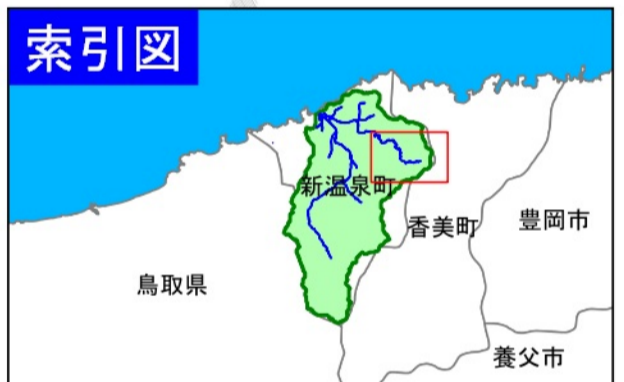 索引図
新温泉町
香美町
豊岡市
鳥取県
養父市